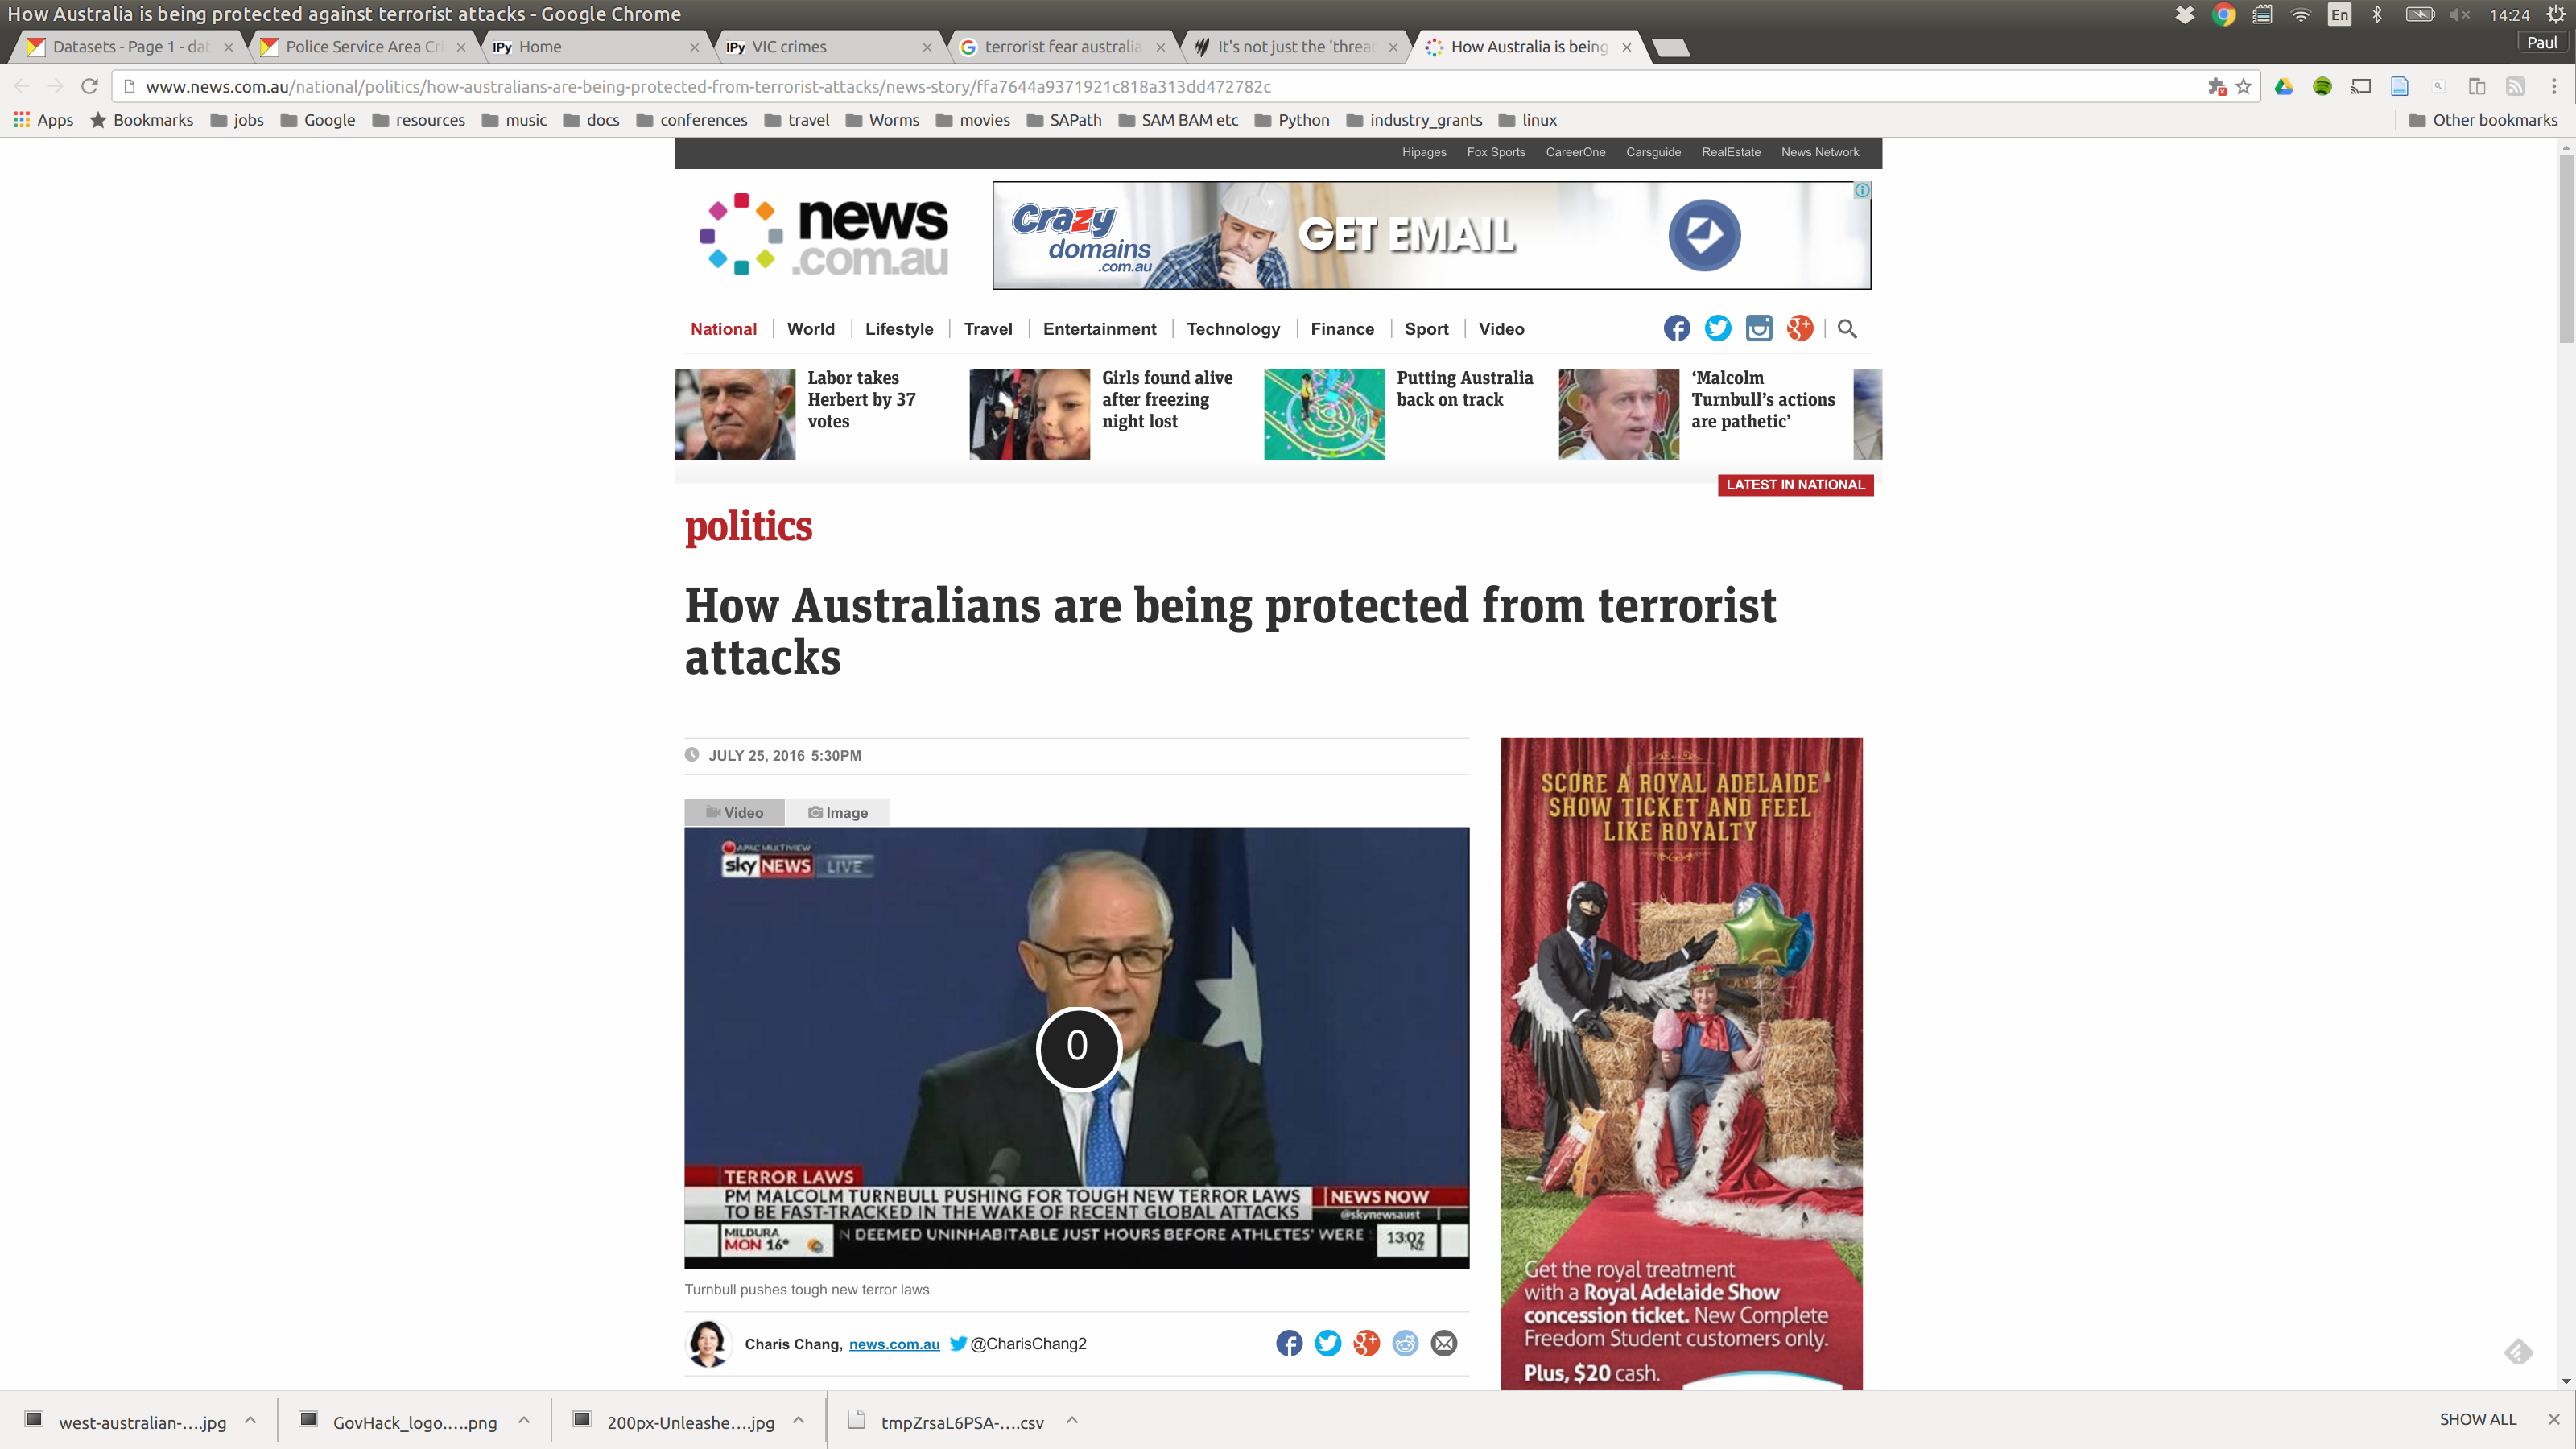 How Australia is being protected against terrorist attacks - Google Chrome
En
14:24
Datasets - Page 1 - dat
Police Service Area Cri
IPy Home
IPy VIC crimes
terrorist fear australia
It's not just the 'threat
How Australia is being
Paul
www.news.com.au/national/politics/how-australians-are-being-protected-from-terrorist-attacks/news-story/ffa7644a9371921c818a313dd472782c
Apps Bookmarks jobs Google resources music docs conferences travel Worms movies SAPath SAM BAM etc Python industry_grants linux Other bookmarks
Hipages Fox Sports CareerOne Carsguide RealEstate News Network
news
.com.au
Crazy
domains
.com.au
GET EMAIL
National World Lifestyle Travel Entertainment Technology Finance Sport Video
Labor takes
Herbert by 37
votes
Girls found alive
after freezing
night lost
Putting Australia
back on track
‘Malcolm
Turnbull’s actions
are pathetic’
LATEST IN NATIONAL
politics
How Australians are being protected from terrorist
attacks
JULY 25, 2016 5:30PM
Video Image
APAC MULTIVIEW
sky NEWS LIVE
0
TERROR LAWS
PM MALCOLM TURNBULL PUSHING FOR TOUGH NEW TERROR LAWS
TO BE FAST-TRACKED IN THE WAKE OF RECENT GLOBAL ATTACKS
NEWS NOW
@skynewsaust
MILDURA
MON 16°
N DEEMED UNINHABITABLE JUST HOURS BEFORE ATHLETES' WERE
13:02
NZ
Turnbull pushes tough new terror laws
Charis Chang, news.com.au @CharisChang2
SCORE A ROYAL ADELAIDE
SHOW TICKET AND FEEL
LIKE ROYALTY
Get the royal treatment
with a Royal Adelaide Show
concession ticket. New Complete
Freedom Student customers only.
Plus, $20 cash.
west-australian-....jpg
GovHack_logo.....png
200px-Unleashe....jpg
tmpZrsaL6PSA-....csv
SHOW ALL